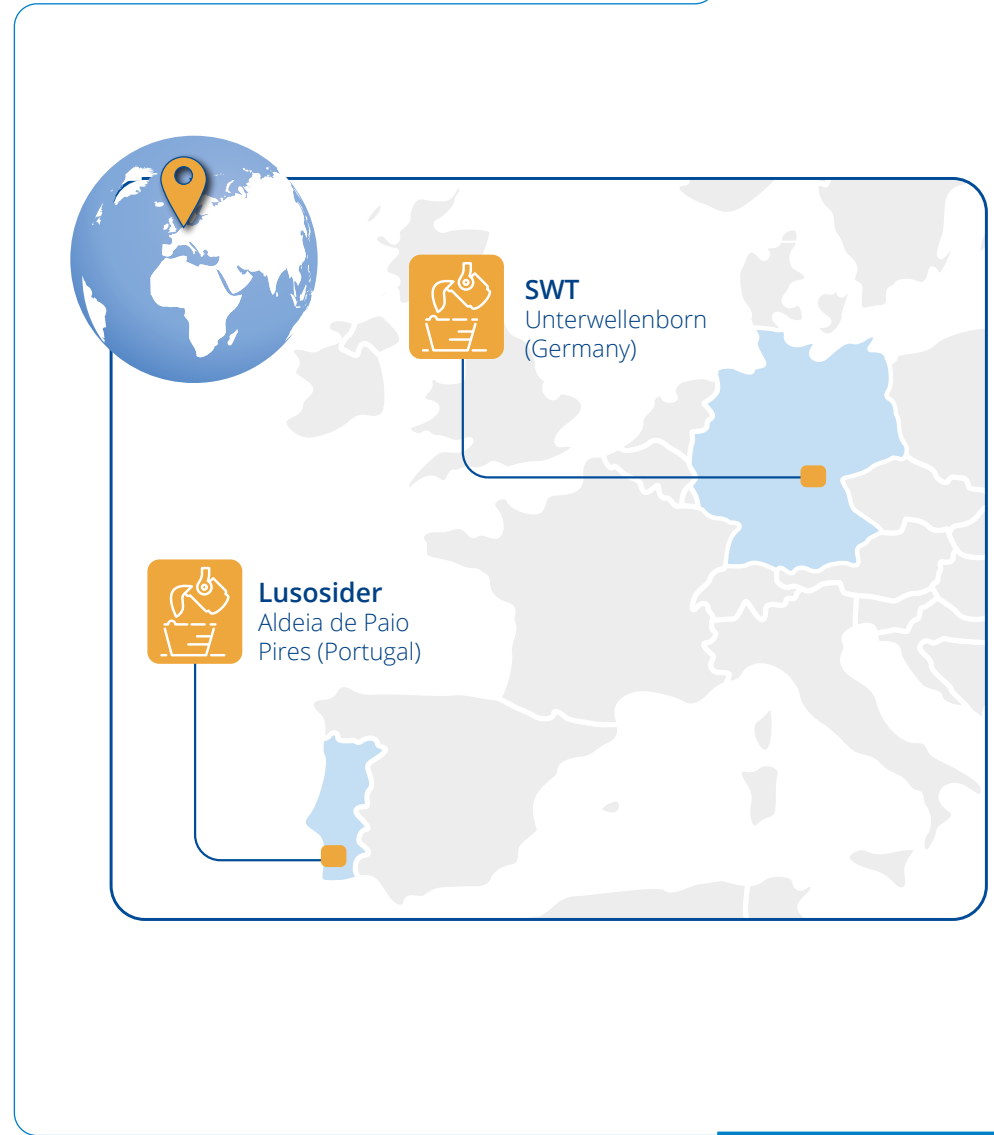 SWT
Unterwellenborn
(Germany)
Lusosider
Aldeia de Paio
Pires (Portugal)